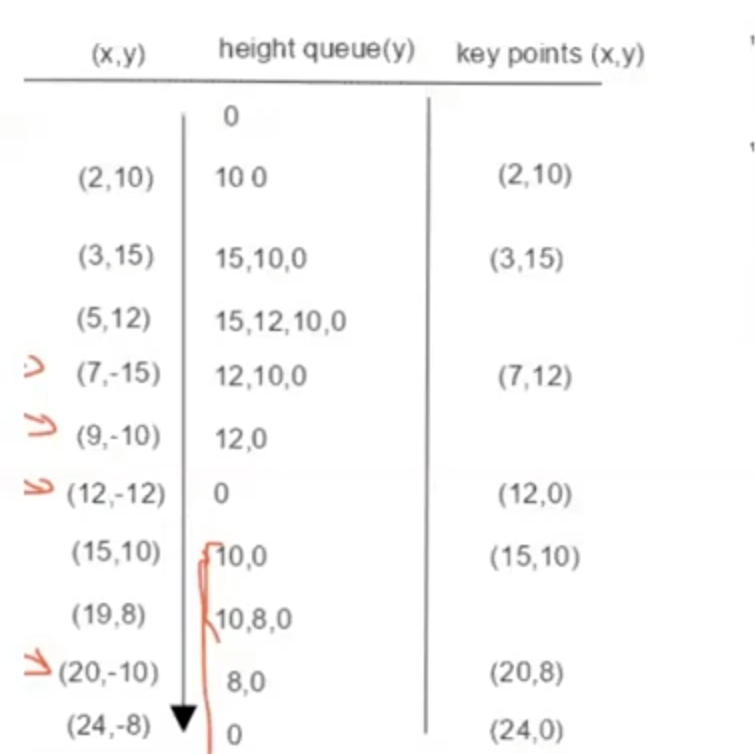 (x,y) height queue(y) key points (x,y)
0
(2,10) 10 0 (2,10)
(3,15) 15,10,0 (3,15)
(5,12) 15,12,10,0
(7,-15) 12,10,0 (7,12)
(9,-10) 12,0
(12,-12) 0 (12,0)
(15,10) 10,0 (15,10)
(19,8) 10,8,0
(20,-10) 8,0 (20,8)
(24,-8) 0 (24,0)